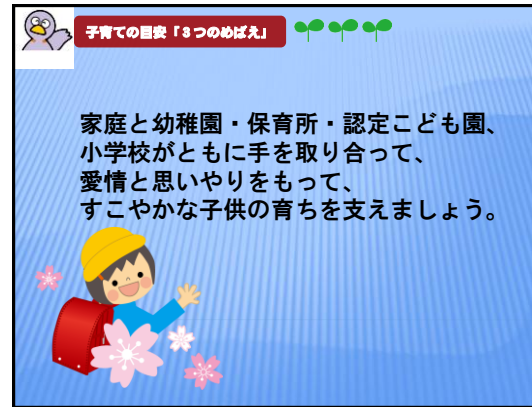 子育ての目安「3つのめばえ」
家庭と幼稚園・保育所・認定こども園、
小学校がともに手を取り合って、
愛情と思いやりをもって、
すこやかな子供の育ちを支えましょう。